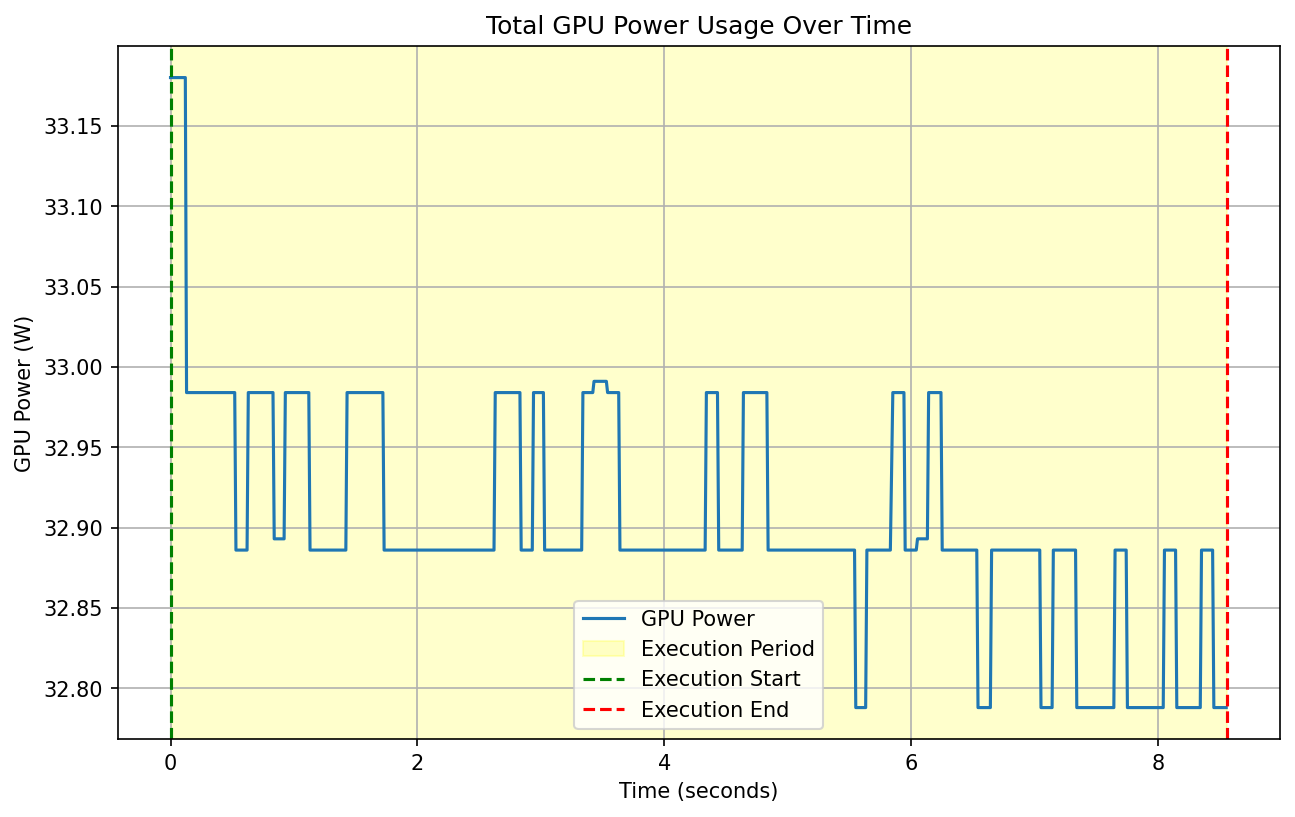 Total GPU Power Usage Over Time
GPU Power (W)
33.15
33.10
33.05
33.00
32.95
32.90
32.85
32.80
GPU Power
Execution Period
Execution Start
Execution End
0 2 4 6 8
Time (seconds)